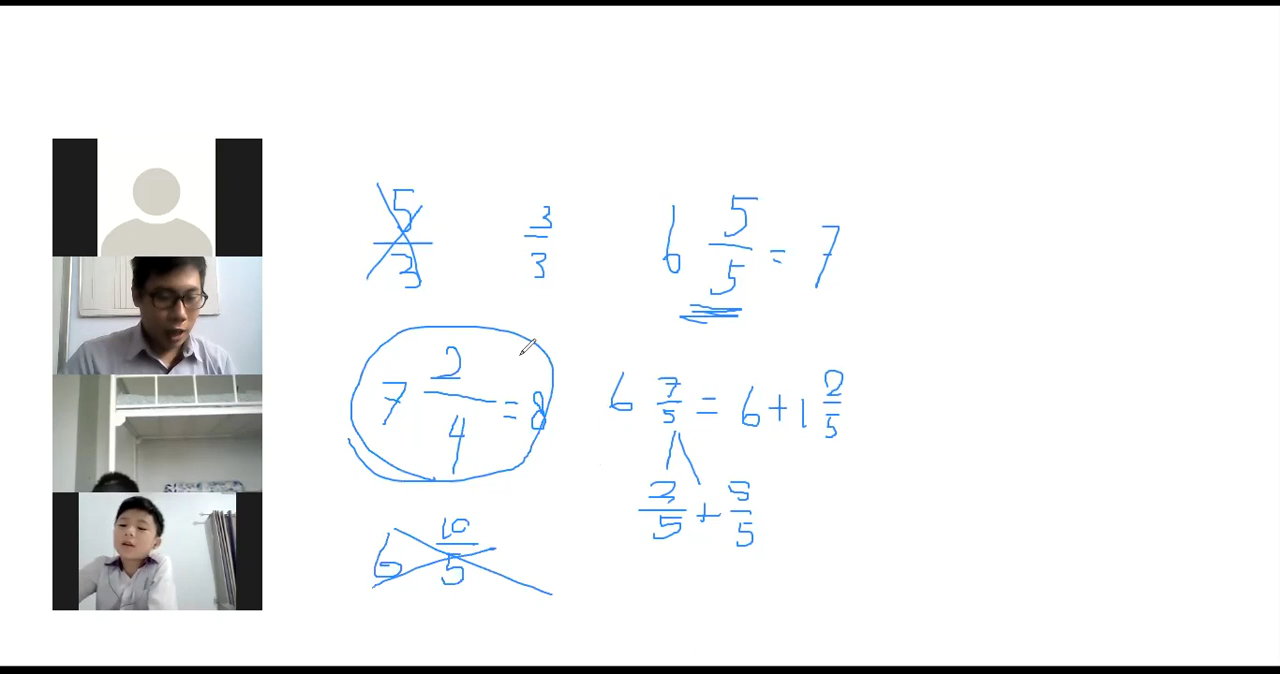 5/3 3/3 6 5/5 = 7
7 2/4 = 8 6 7/5 = 6 + 1 2/5
2/5 + 5/5
6 10/5